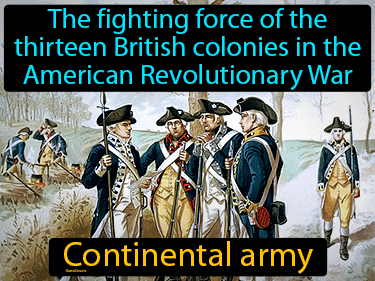 The fighting force of the
thirteen British colonies in the
American Revolutionary War
Continental army